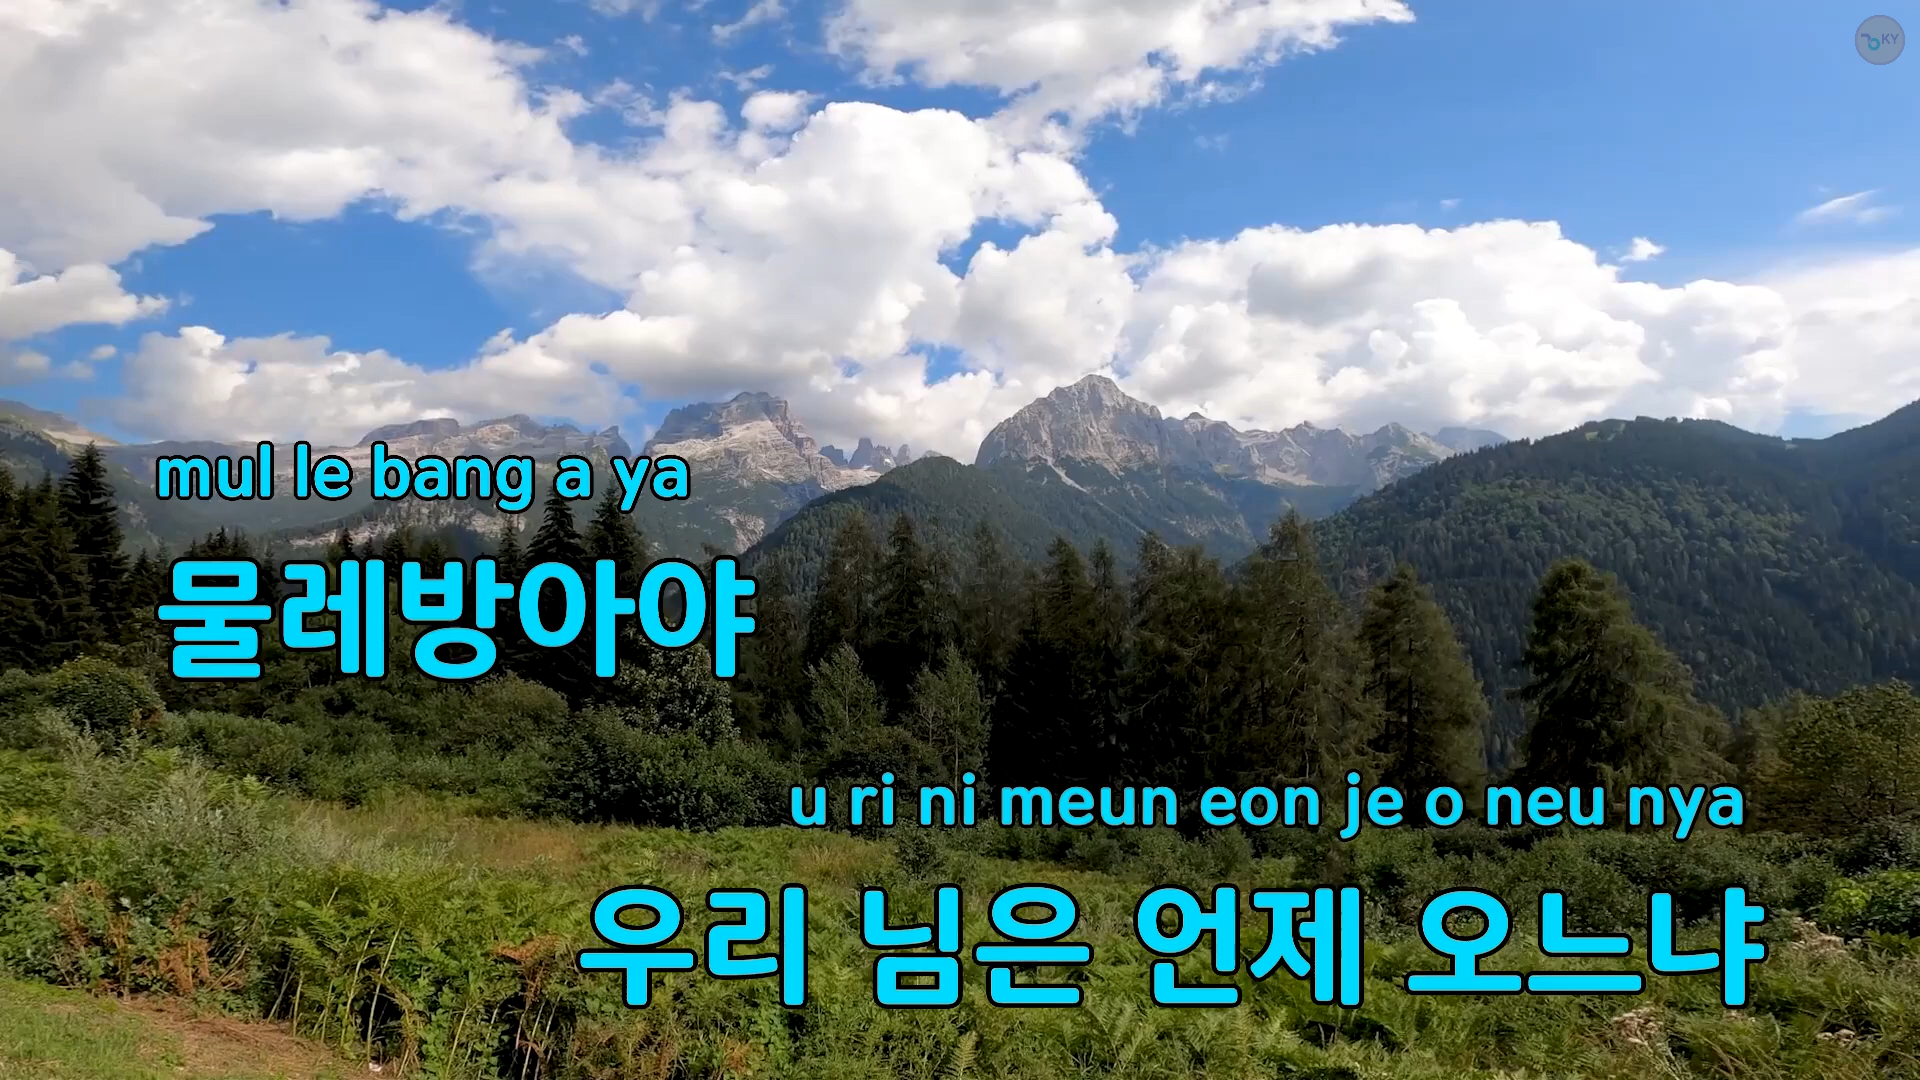 KY
mul le bang a ya
물레방아야
u ri ni meun eon je o neu nya
우리 님은 언제 오느냐